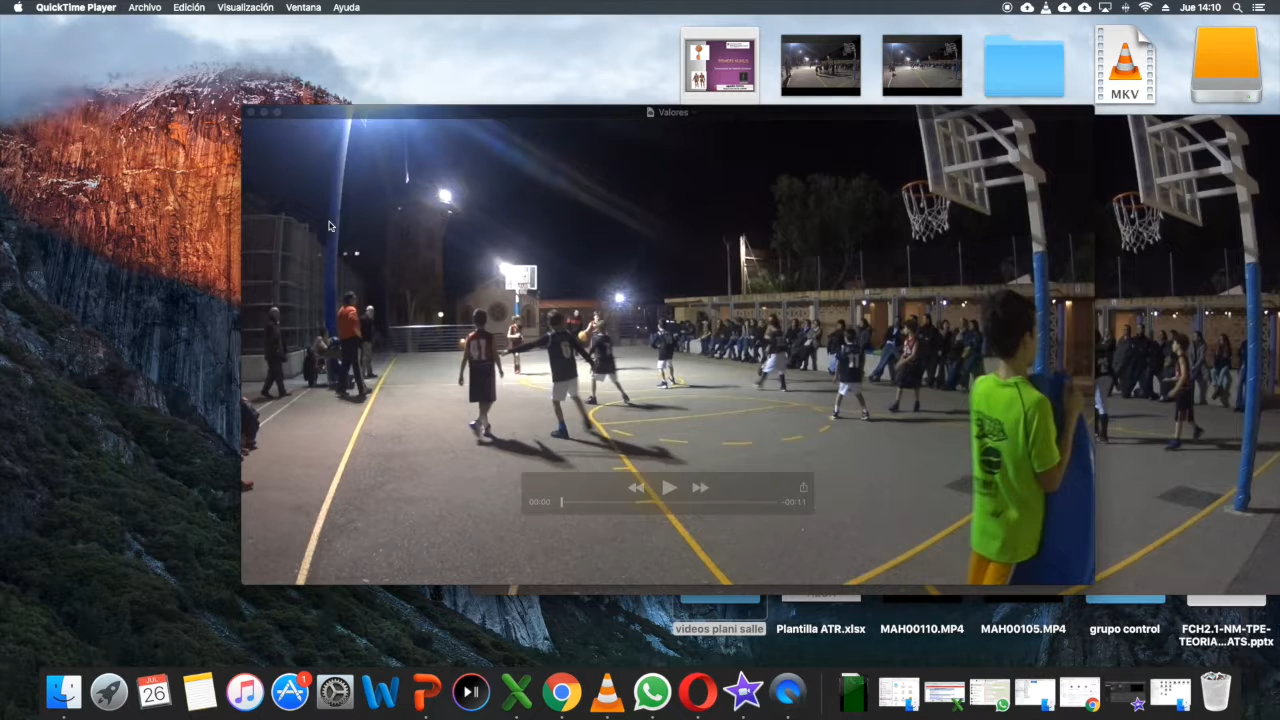 QuickTime Player Archivo Edición Visualización Ventana Ayuda Jue 14:10
MKV
Valores
00:00 -00:11
videos plani salle Plantilla ATR.xlsx MAH00110.MP4 MAH00105.MP4 grupo control FCH2.1-NM-TPE-
TEORIA...ATS.pptx
JUL
26
1